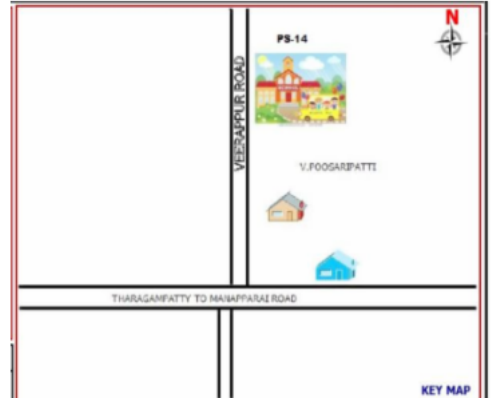 N
PS-14
VEERAPPUR ROAD
V.POOSARIPATTI
THARAGAMPATTY TO MANAPPARAI ROAD
KEY MAP